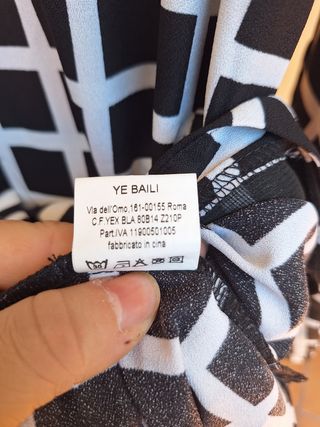 YE BAILI
Via dell'Omo,161-00155 Roma
C.F.YEX BLA 80B14 Z210P
Part.IVA 11900501005
fabbricato in cina